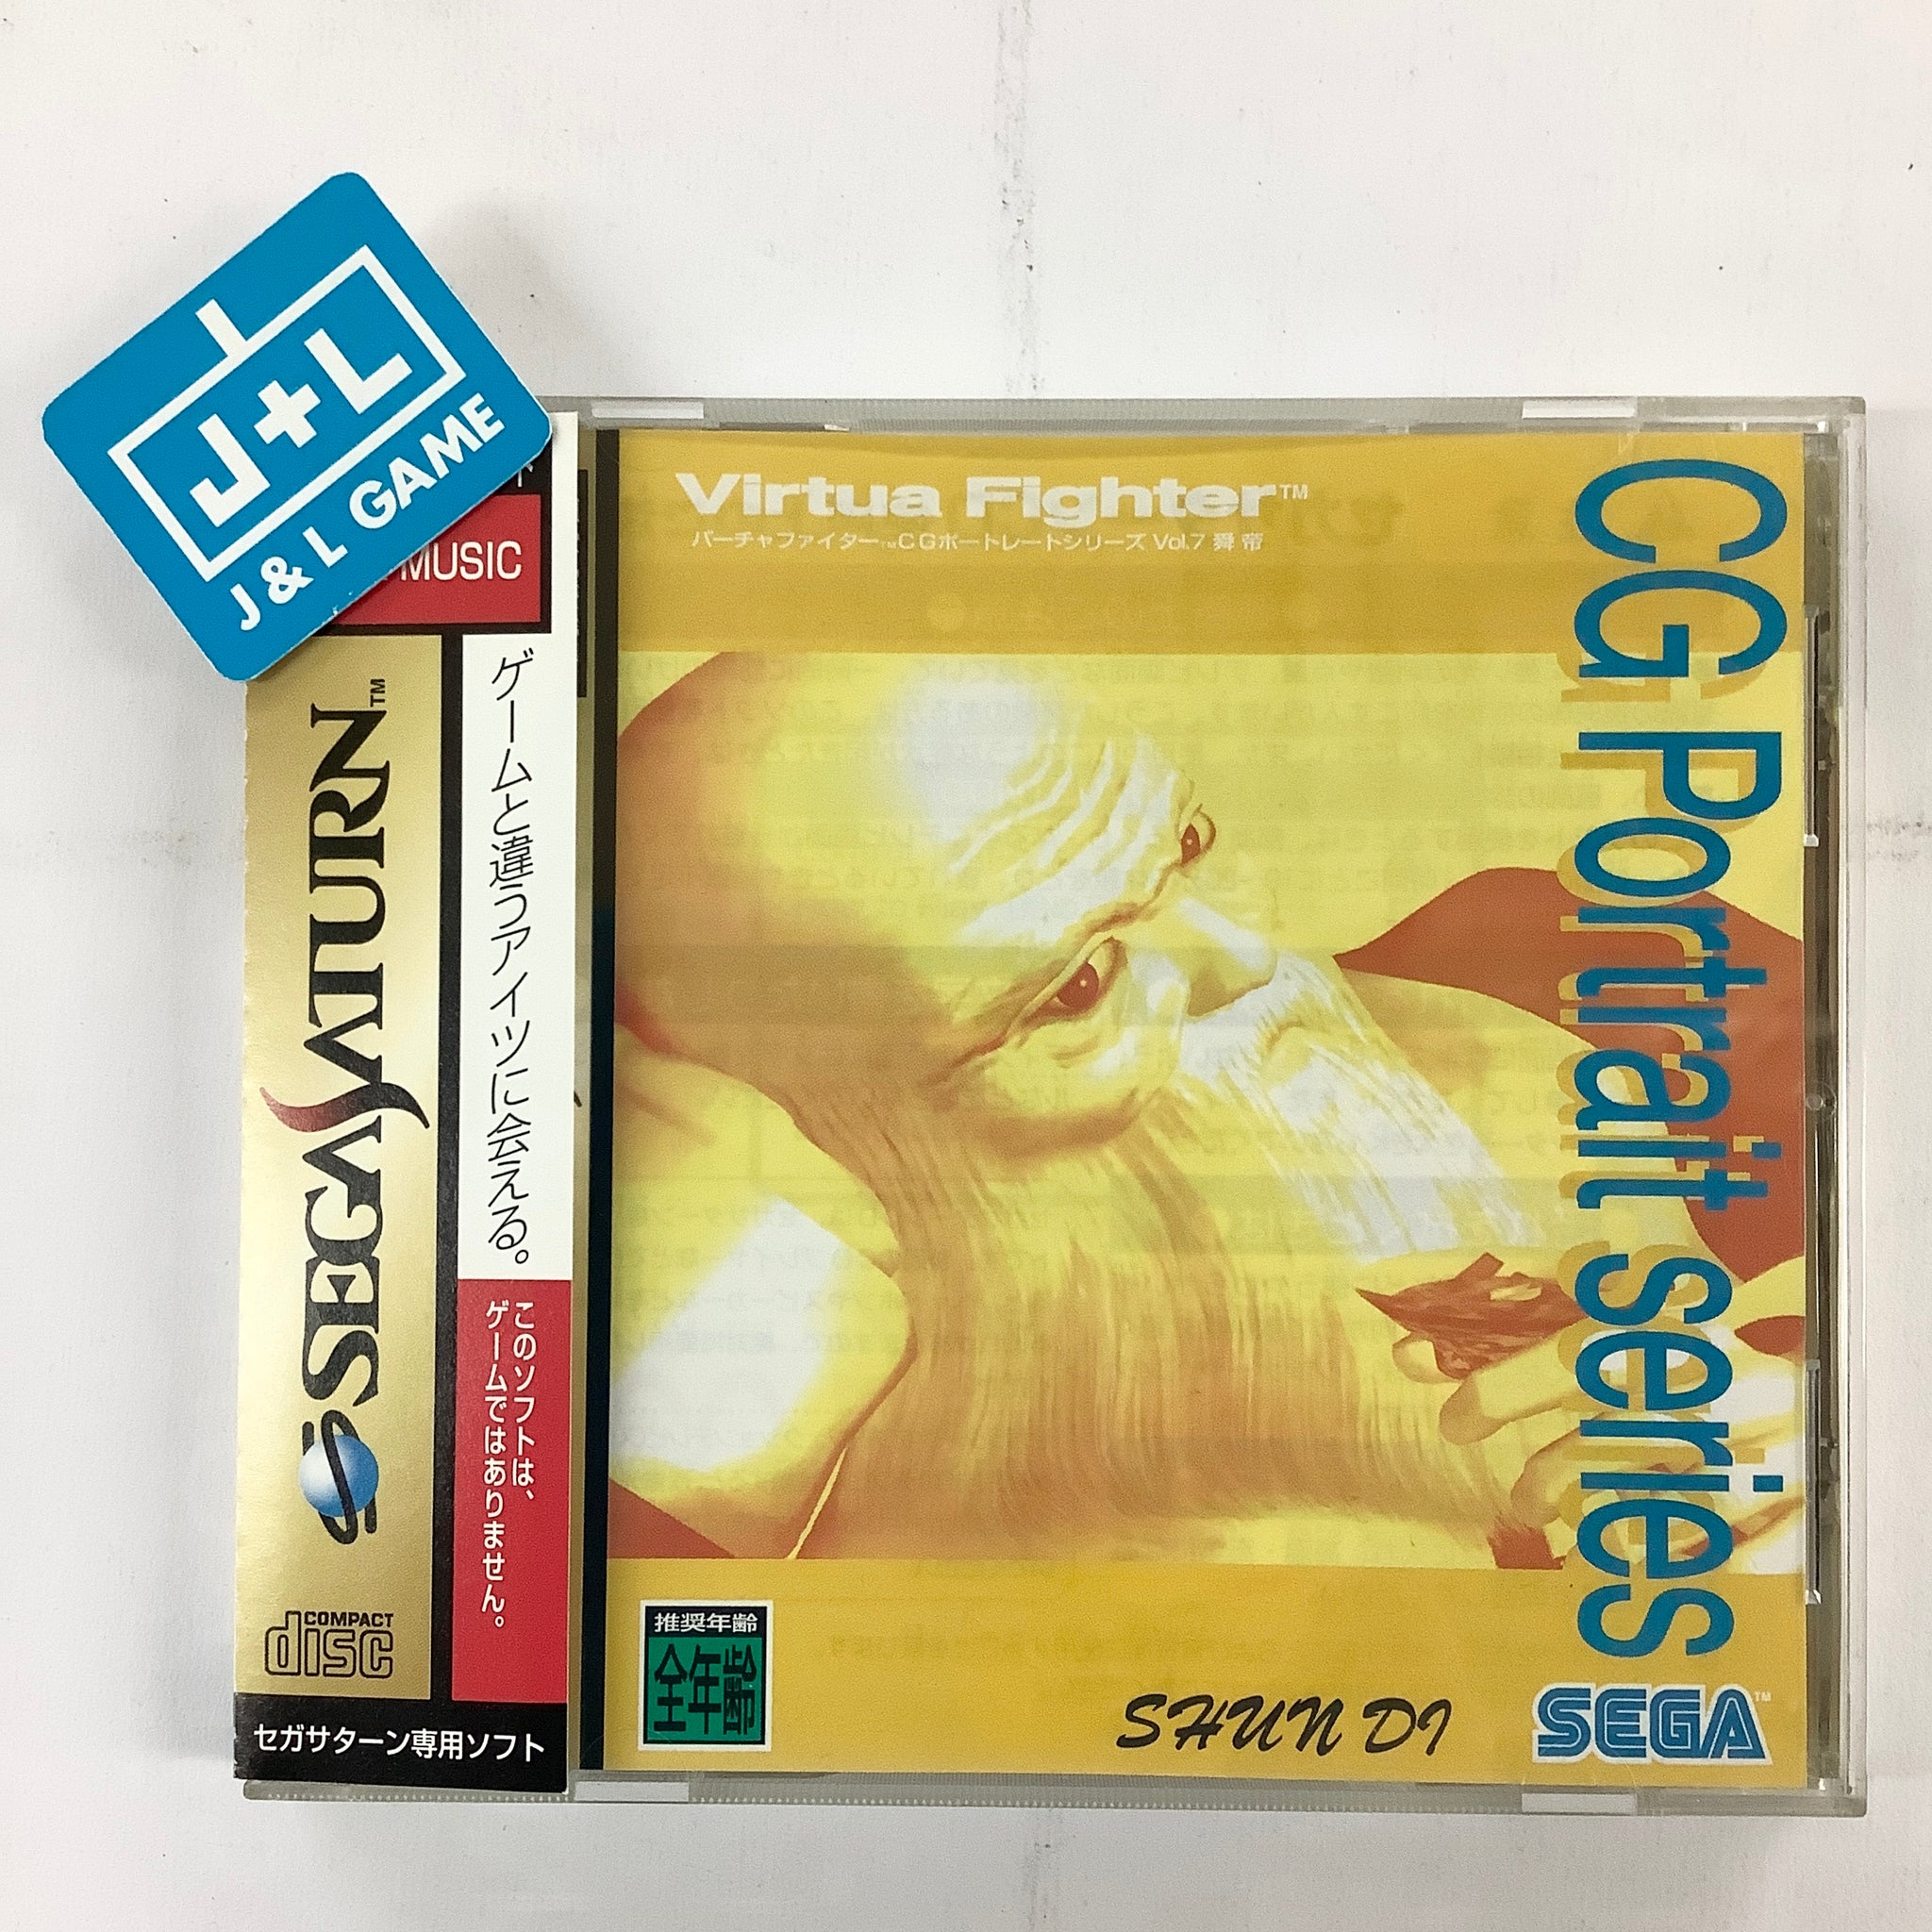 J+L
J & L GAME
MUSIC
SEGA SATURN™
ゲームと違うアイツに会える。
このソフトは、
ゲームではありません。
COMPACT
disc
セガサターン専用ソフト
Virtua Fighter™
バーチャファイター™CGポートレートシリーズ Vol.7 舜帝
CG Portrait series
推奨年齢
全年齢
SHUN DI
SEGA™